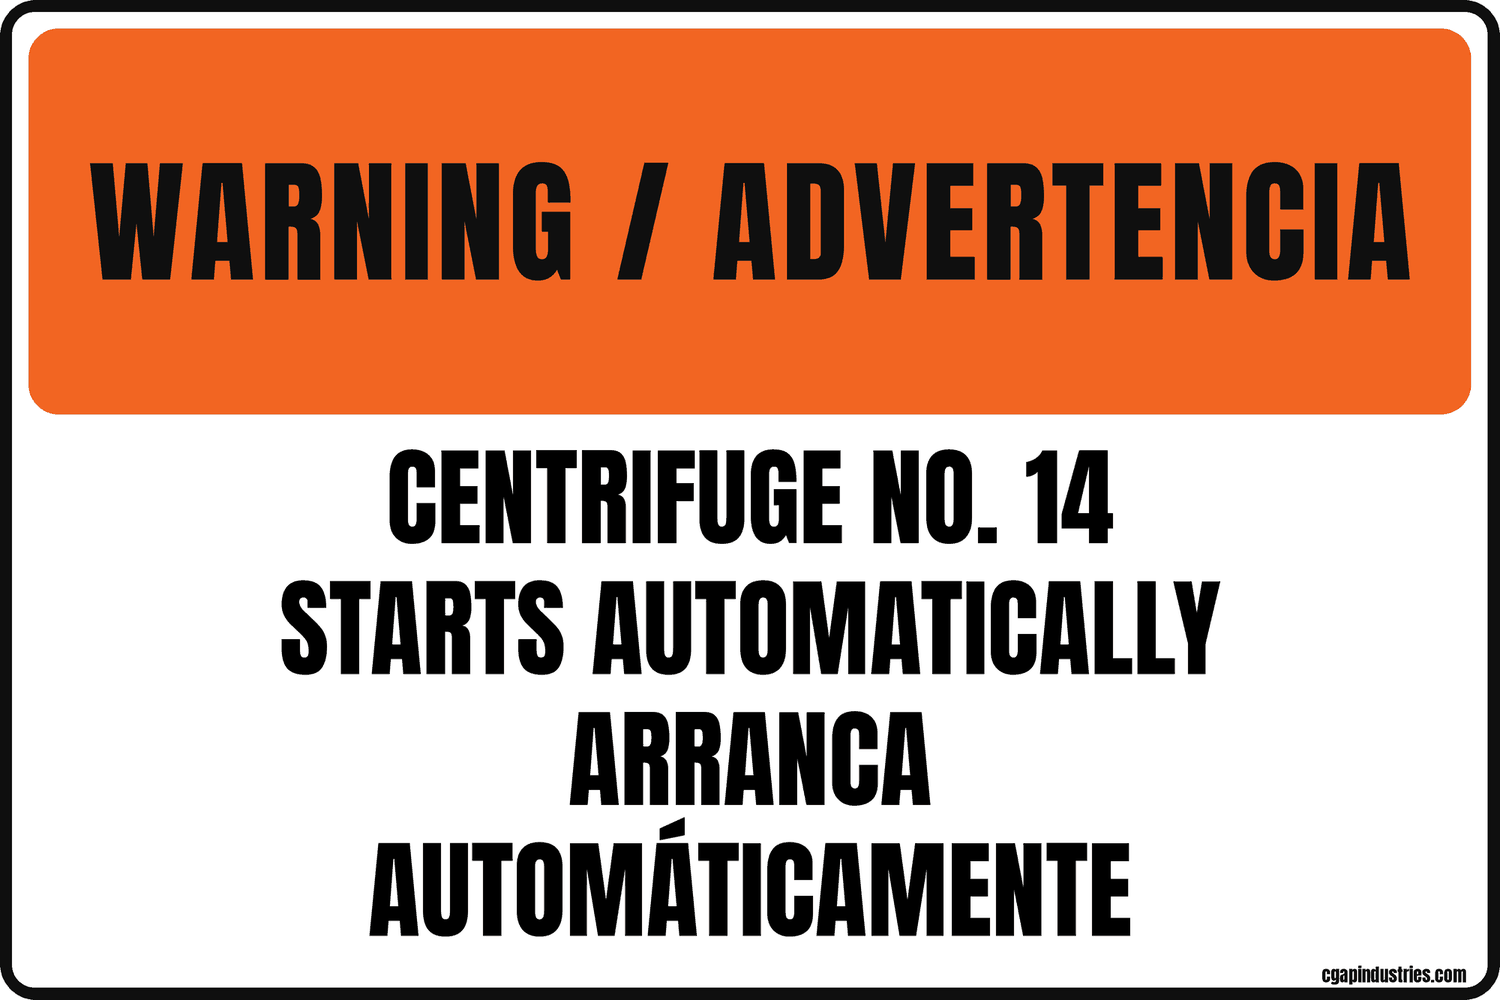 WARNING / ADVERTENCIA
CENTRIFUGE NO. 14
STARTS AUTOMATICALLY
ARRANCA
AUTOMÁTICAMENTE
cgapindustries.com